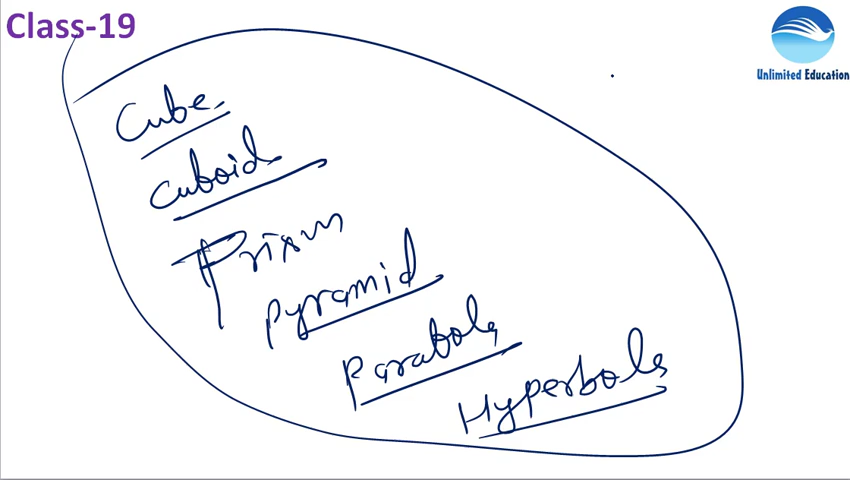 Class-19
Unlimited Education
Cube
Cuboid
Prism
Pyramid
Parabola
Hyperbola